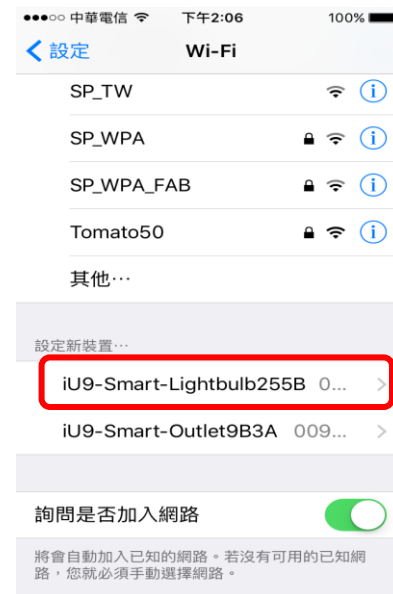 中華電信 下午2:06 100%
設定 Wi-Fi
SP_TW
SP_WPA
SP_WPA_FAB
Tomato50
其他…
設定新裝置…
iU9-Smart-Lightbulb255B 0...
iU9-Smart-Outlet9B3A 009...
詢問是否加入網路
將會自動加入已知的網路。若沒有可用的已知網
路，您就必須手動選擇網路。